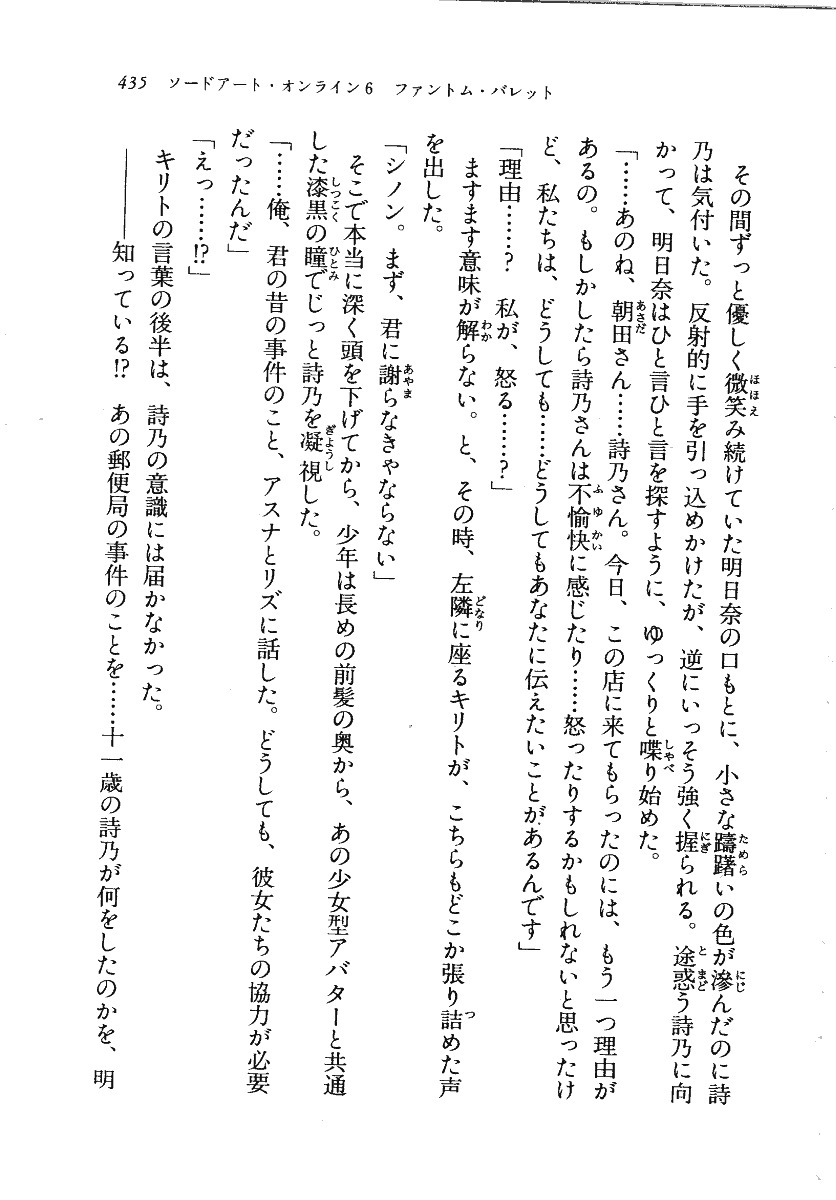 435　ソードアート・オンライン6　ファントム・バレット
　その間ずっと優しく微笑み続けていた明日奈の口もとに、小さな躊躇いの色が滲んだのに詩
乃は気付いた。反射的に手を引っ込めかけたが、逆にいっそう強く握られる。途惑う詩乃に向
かって、明日奈はひと言ひと言を探すように、ゆっくりと喋り始めた。
「……あのね、朝田さん……詩乃さん。今日、この店に来てもらったのには、もう一つ理由が
あるの。もしかしたら詩乃さんは不愉快に感じたり……怒ったりするかもしれないと思ったけ
ど、私たちは、どうしても……どうしてもあなたに伝えたいことがあるんです」
「理由……？　私が、怒る……？」
　ますます意味が解らない。と、その時、左隣に座るキリトが、こちらもどこか張り詰めた声
を出した。
「シノン。まず、君に謝らなきゃならない」
　そこで本当に深く頭を下げてから、少年は長めの前髪の奥から、あの少女型アバターと共通
した漆黒の瞳でじっと詩乃を凝視した。
「……俺、君の昔の事件のこと、アスナとリズに話した。どうしても、彼女たちの協力が必要
だったんだ」
「えっ……!?」
　キリトの言葉の後半は、詩乃の意識には届かなかった。
　――知っている!?　あの郵便局の事件のことを……十一歳の詩乃が何をしたのかを、明